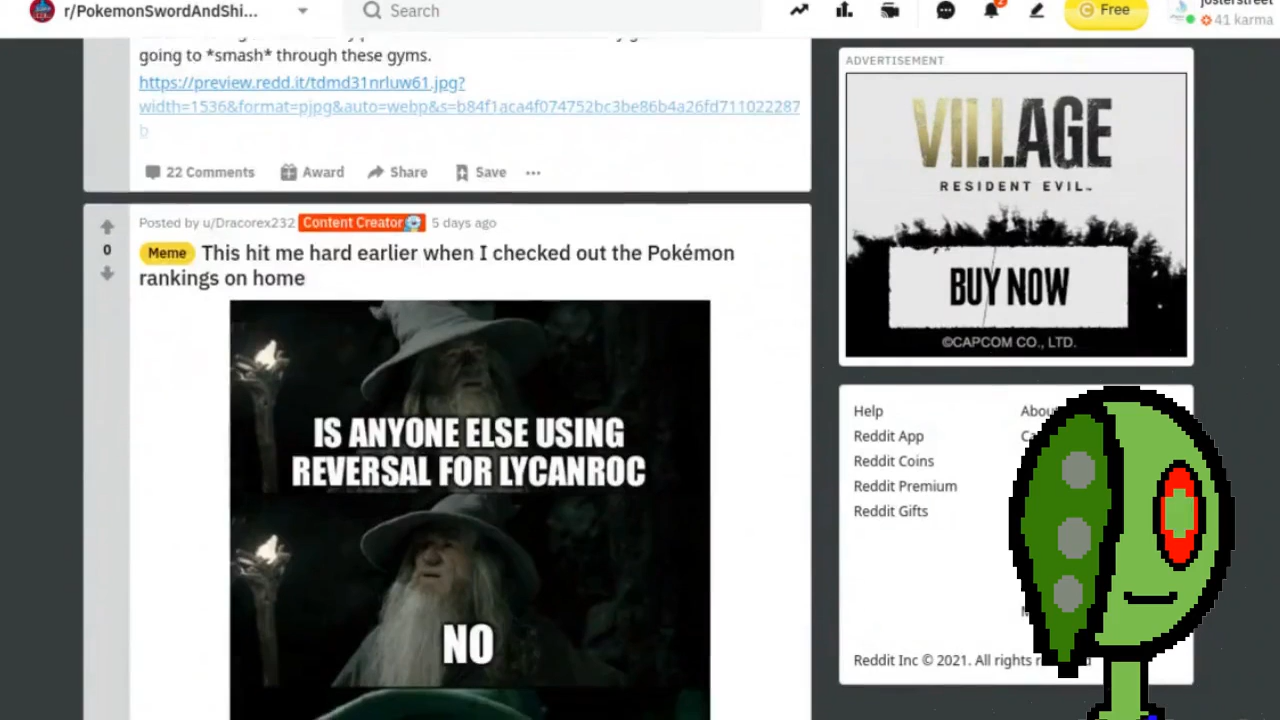 r/PokemonSwordAndShi...
Search
Free
41 karma
going to *smash* through these gyms.
https://preview.redd.it/tdmd31nrluw61.jpg?
width=1536&format=pjpg&auto=webp&s=b84f1aca4f074752bc3be86b4a26fd711022287
b
22 Comments
Award
Share
Save
Posted by u/Dracorex232 Content Creator 5 days ago
0
Meme This hit me hard earlier when I checked out the Pokémon
rankings on home
IS ANYONE ELSE USING
REVERSAL FOR LYCANROC
NO
ADVERTISEMENT
VILLAGE
RESIDENT EVIL™
BUY NOW
©CAPCOM CO., LTD.
Help
Reddit App
Reddit Coins
Reddit Premium
Reddit Gifts
Reddit Inc © 2021. All rights